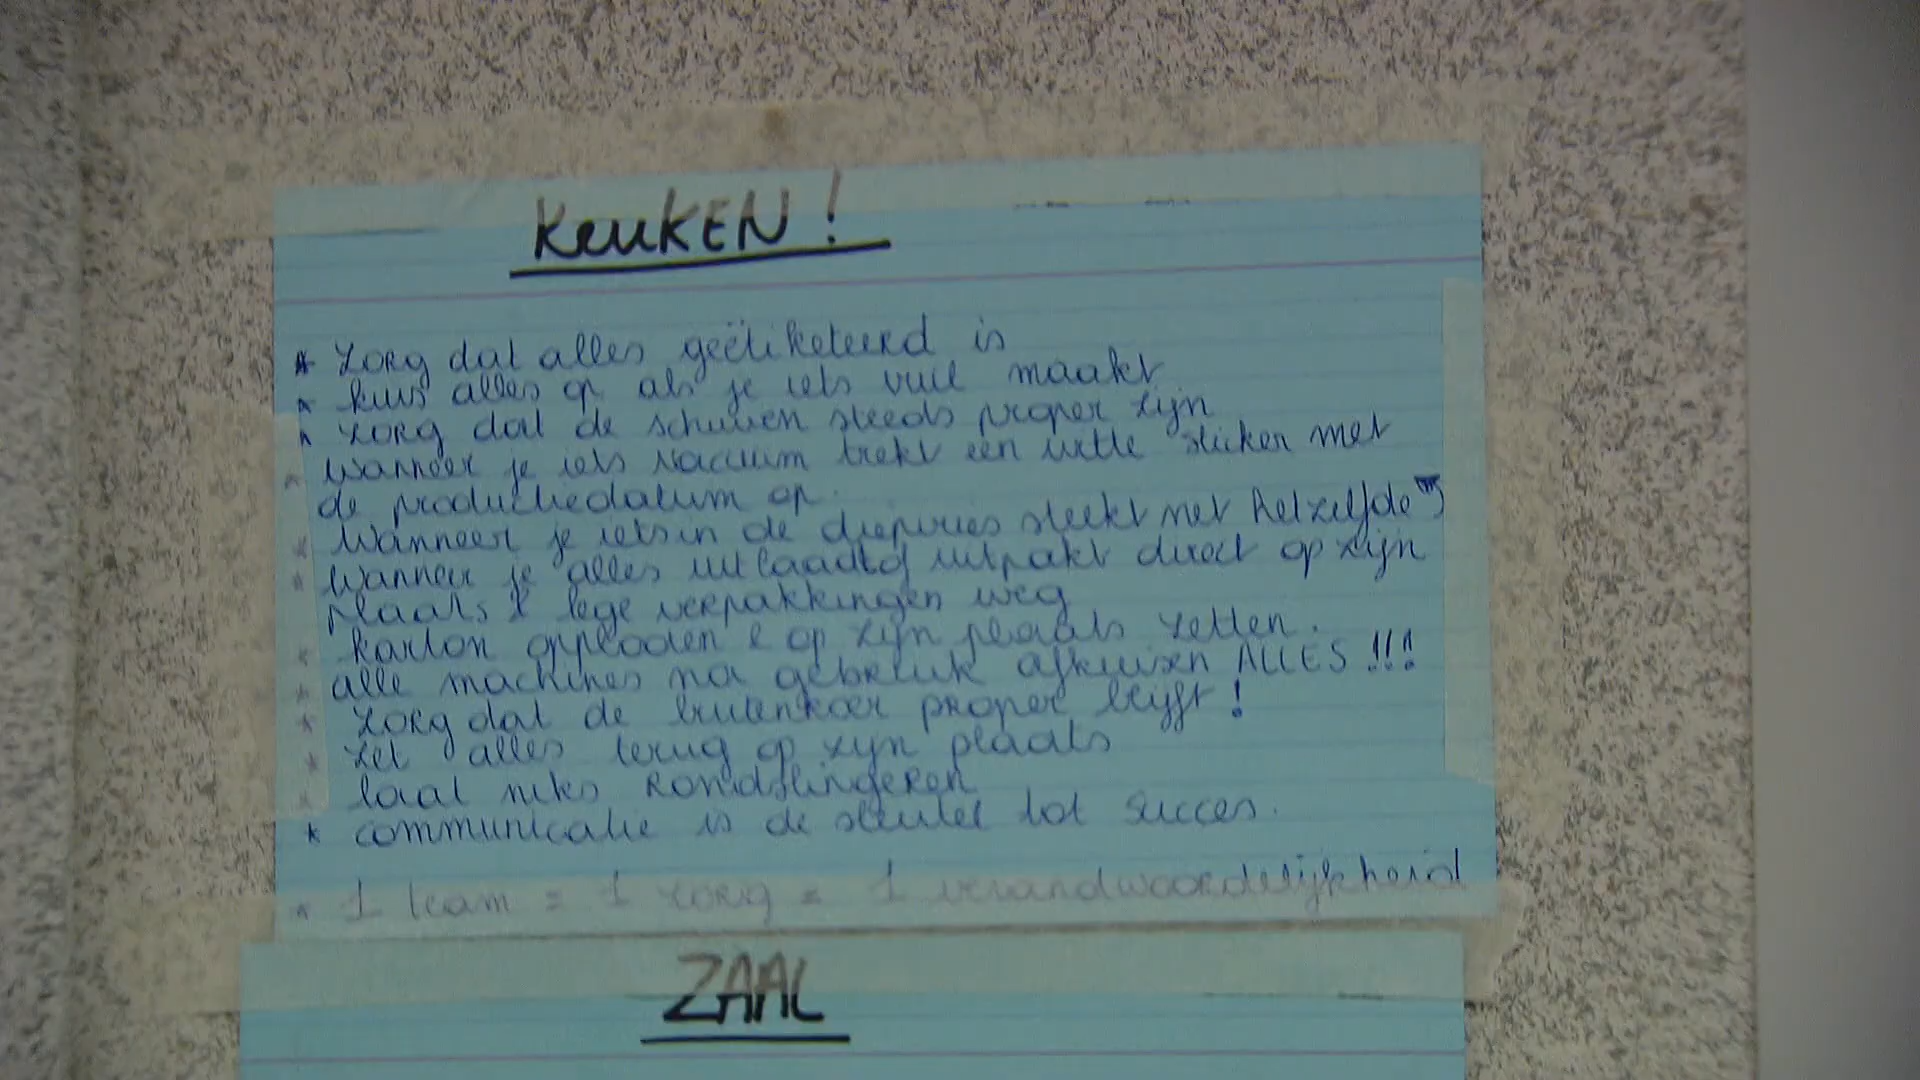 KEUKEN!
* Zorg dat alles geëtiketeerd is
* kuis alles op als je iets vuil maakt
* zorg dat de schuiven steeds proper zijn
* Wanneer je iets vacuum trekt een witte sticker met
de productiedatum op.
* Wanneer je iets in de diepvries steekt met hetzelfde
* Wanneer je alles uitlaadt of uitpakt direct op zijn
plaats & lege verpakkingen weg
* karton opplooien & op zijn plaats zetten.
* alle machines na gebruik afkuisen ALLES !!!
* zorg dat de buitenkoer proper blijft!
* zet alles terug op zijn plaats
* laat niks Rondslingeren
* communicatie is de sleutel tot succes.
* 1 team = 1 zorg = 1 verandwoordelijkheid
ZAAL